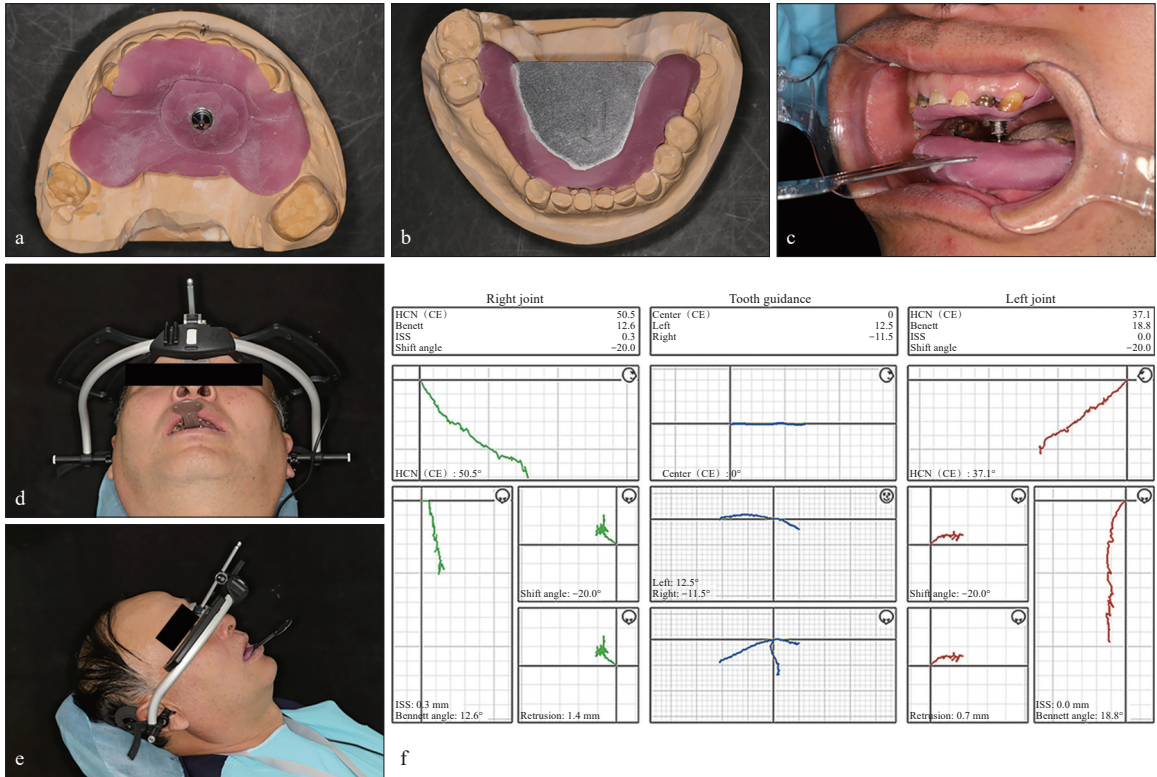 a
b
c
d
e
Right joint
HCN（CE） 50.5
Benett 12.6
ISS 0.3
Shift angle −20.0
Tooth guidance
Center（CE） 0
Left 12.5
Right −11.5
Left joint
HCN（CE） 37.1
Benett 18.8
ISS 0.0
Shift angle −20.0
HCN（CE）: 50.5°
Center（CE）: 0°
HCN（CE）: 37.1°
ISS: 0.3 mm
Bennett angle: 12.6°
Shift angle: −20.0°
Retrusion: 1.4 mm
Left: 12.5°
Right: −11.5°
Shift angle: −20.0°
Retrusion: 0.7 mm
ISS: 0.0 mm
Bennett angle: 18.8°
f